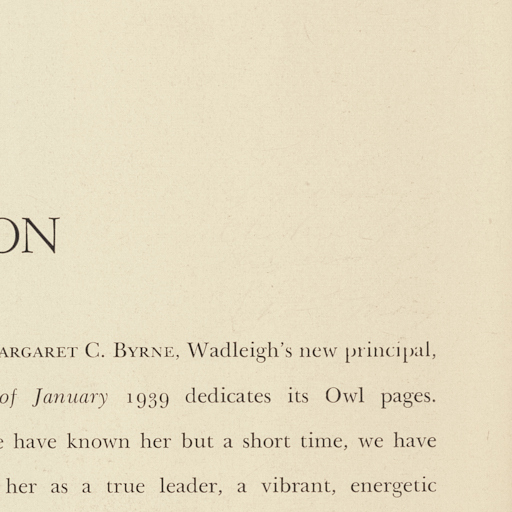 ON
ARGARET C. BYRNE, Wadleigh's new principal,
of January 1939 dedicates its Owl pages.
have known her but a short time, we have
her as a true leader, a vibrant, energetic